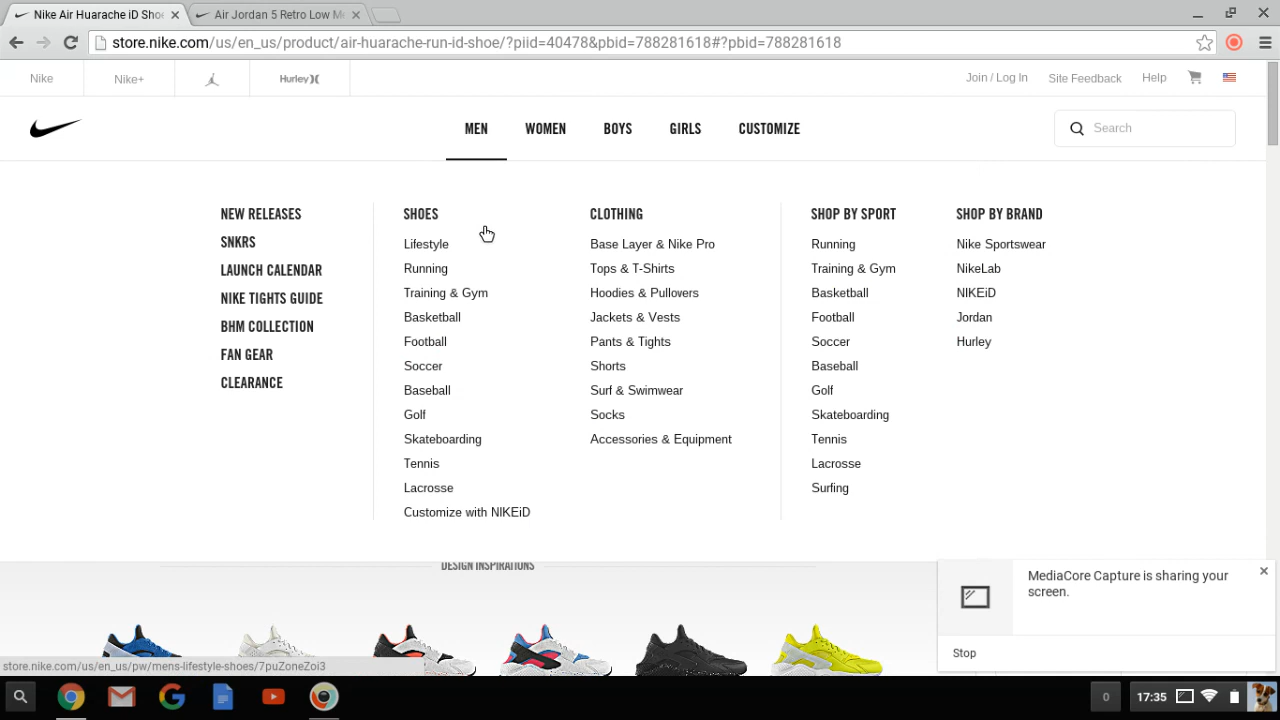 Nike Air Huarache iD Sho
Air Jordan 5 Retro Low M
store.nike.com/us/en_us/product/air-huarache-run-id-shoe/?piid=40478&pbid=788281618#?pbid=788281618
Nike
Nike+
Hurley
Join / Log In
Site Feedback
Help
MEN
WOMEN
BOYS
GIRLS
CUSTOMIZE
Search
NEW RELEASES
SNKRS
LAUNCH CALENDAR
NIKE TIGHTS GUIDE
BHM COLLECTION
FAN GEAR
CLEARANCE
SHOES
Lifestyle
Running
Training & Gym
Basketball
Football
Soccer
Baseball
Golf
Skateboarding
Tennis
Lacrosse
Customize with NIKEiD
CLOTHING
Base Layer & Nike Pro
Tops & T-Shirts
Hoodies & Pullovers
Jackets & Vests
Pants & Tights
Shorts
Surf & Swimwear
Socks
Accessories & Equipment
SHOP BY SPORT
Running
Training & Gym
Basketball
Football
Soccer
Baseball
Golf
Skateboarding
Tennis
Lacrosse
Surfing
SHOP BY BRAND
Nike Sportswear
NikeLab
NIKEiD
Jordan
Hurley
DESIGN INSPIRATIONS
MediaCore Capture is sharing your
screen.
Stop
store.nike.com/us/en_us/pw/mens-lifestyle-shoes/7puZoneZoi3
0
17:35